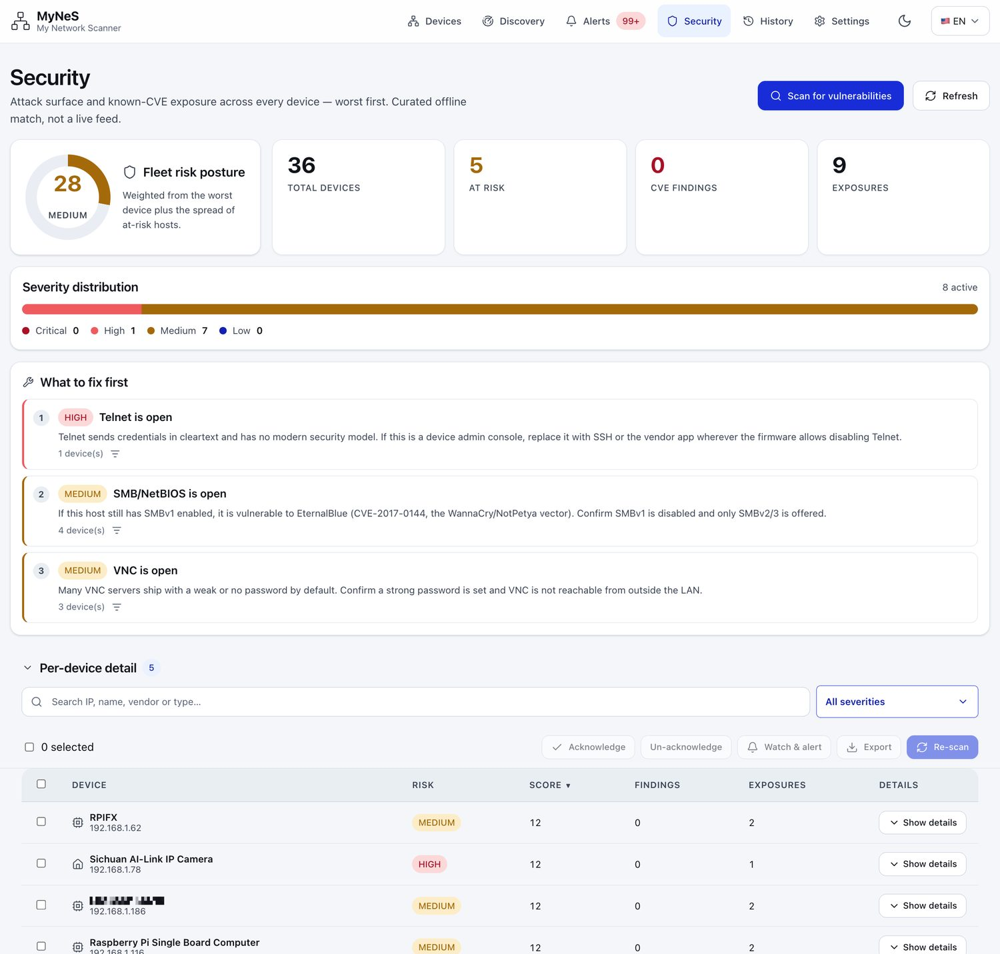 MyNeS
My Network Scanner
Devices
Discovery
Alerts 99+
Security
History
Settings
EN
Security
Attack surface and known-CVE exposure across every device — worst first. Curated offline
match, not a live feed.
Scan for vulnerabilities
Refresh
28
MEDIUM
Fleet risk posture
Weighted from the worst
device plus the spread of
at-risk hosts.
36
TOTAL DEVICES
5
AT RISK
0
CVE FINDINGS
9
EXPOSURES
Severity distribution
8 active
Critical 0 High 1 Medium 7 Low 0
What to fix first
1 HIGH Telnet is open
Telnet sends credentials in cleartext and has no modern security model. If this is a device admin console, replace it with SSH or the vendor app wherever the firmware allows disabling Telnet.
1 device(s)
2 MEDIUM SMB/NetBIOS is open
If this host still has SMBv1 enabled, it is vulnerable to EternalBlue (CVE-2017-0144, the WannaCry/NotPetya vector). Confirm SMBv1 is disabled and only SMBv2/3 is offered.
4 device(s)
3 MEDIUM VNC is open
Many VNC servers ship with a weak or no password by default. Confirm a strong password is set and VNC is not reachable from outside the LAN.
3 device(s)
Per-device detail 5
Search IP, name, vendor or type...
All severities
0 selected
Acknowledge
Un-acknowledge
Watch & alert
Export
Re-scan
DEVICE RISK SCORE ▼ FINDINGS EXPOSURES DETAILS
RPIFX
192.168.1.62
MEDIUM 12 0 2 Show details
Sichuan AI-Link IP Camera
192.168.1.78
HIGH 12 0 1 Show details
192.168.1.186
MEDIUM 12 0 2 Show details
Raspberry Pi Single Board Computer
192.168.1.116
MEDIUM 12 0 2 Show details